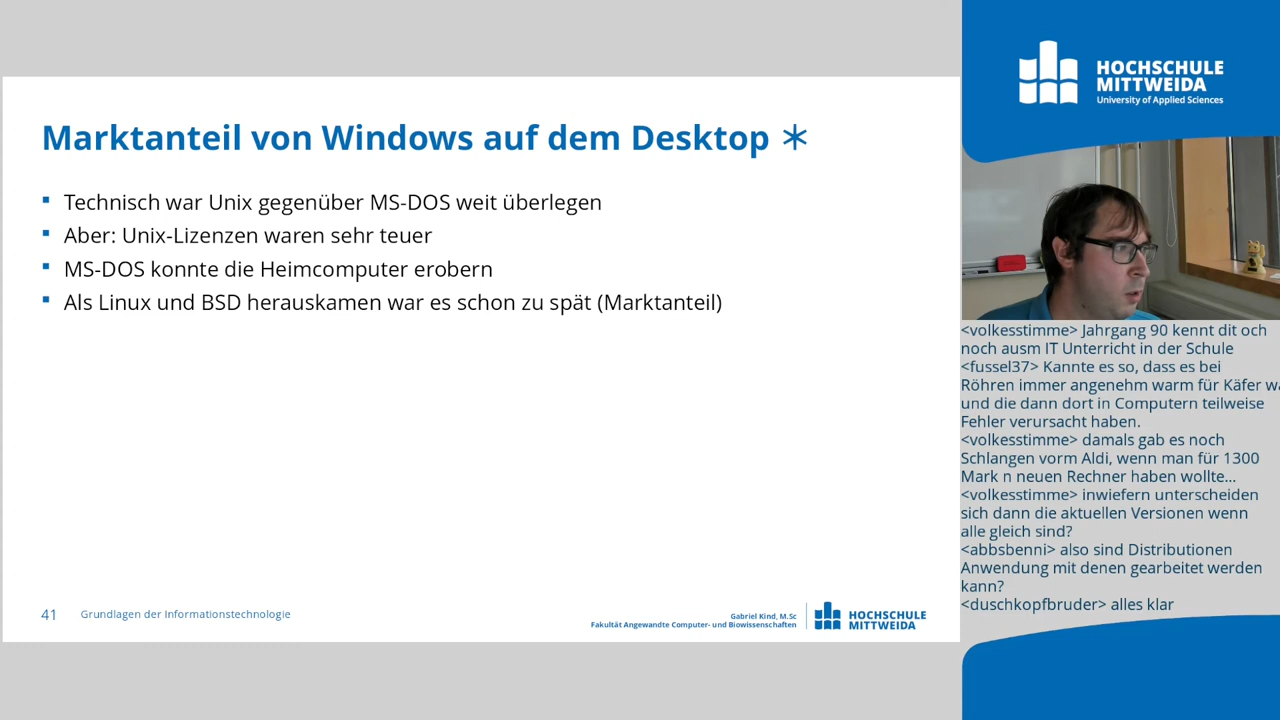 Marktanteil von Windows auf dem Desktop ∗
▪ Technisch war Unix gegenüber MS-DOS weit überlegen
▪ Aber: Unix-Lizenzen waren sehr teuer
▪ MS-DOS konnte die Heimcomputer erobern
▪ Als Linux und BSD herauskamen war es schon zu spät (Marktanteil)
41 Grundlagen der Informationstechnologie
Gabriel Kind, M.Sc
Fakultät Angewandte Computer- und Biowissenschaften
HOCHSCHULE
MITTWEIDA
HOCHSCHULE
MITTWEIDA
University of Applied Sciences
<volkesstimme> Jahrgang 90 kennt dit och
noch ausm IT Unterricht in der Schule
<fussel37> Kannte es so, dass es bei
Röhren immer angenehm warm für Käfer wa
und die dann dort in Computern teilweise
Fehler verursacht haben.
<volkesstimme> damals gab es noch
Schlangen vorm Aldi, wenn man für 1300
Mark n neuen Rechner haben wollte...
<volkesstimme> inwiefern unterscheiden
sich dann die aktuellen Versionen wenn
alle gleich sind?
<abbsbenni> also sind Distributionen
Anwendung mit denen gearbeitet werden
kann?
<duschkopfbruder> alles klar